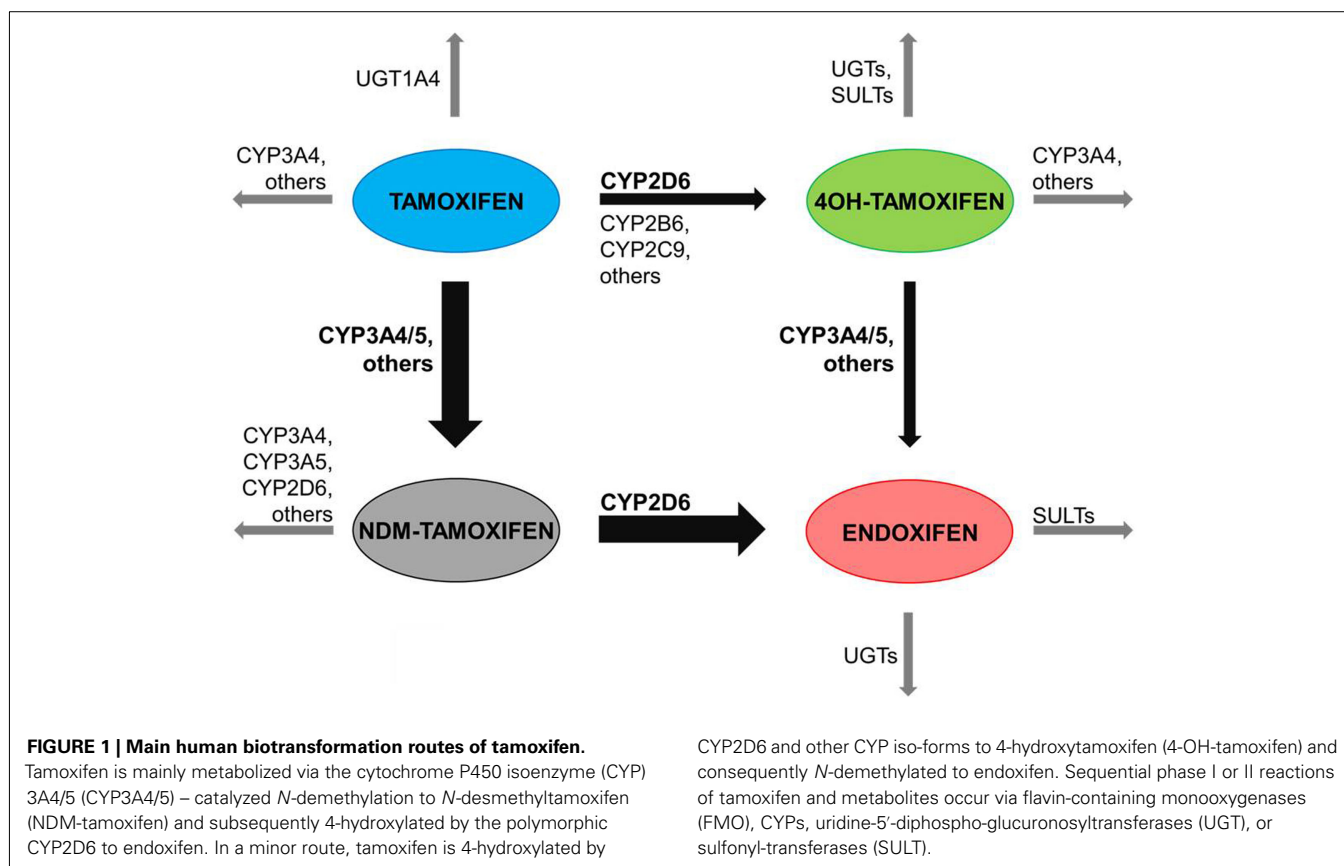 UGT1A4
UGTs,
SULTs
CYP3A4,
others
TAMOXIFEN
CYP2D6
CYP2B6,
CYP2C9,
others
4OH-TAMOXIFEN
CYP3A4,
others
CYP3A4/5,
others
CYP3A4/5,
others
CYP3A4,
CYP3A5,
CYP2D6,
others
NDM-TAMOXIFEN
CYP2D6
ENDOXIFEN
SULTs
UGTs
FIGURE 1 | Main human biotransformation routes of tamoxifen.
Tamoxifen is mainly metabolized via the cytochrome P450 isoenzyme (CYP)
3A4/5 (CYP3A4/5) – catalyzed N-demethylation to N-desmethyltamoxifen
(NDM-tamoxifen) and subsequently 4-hydroxylated by the polymorphic
CYP2D6 to endoxifen. In a minor route, tamoxifen is 4-hydroxylated by
CYP2D6 and other CYP iso-forms to 4-hydroxytamoxifen (4-OH-tamoxifen) and
consequently N-demethylated to endoxifen. Sequential phase I or II reactions
of tamoxifen and metabolites occur via flavin-containing monooxygenases
(FMO), CYPs, uridine-5′-diphospho-glucuronosyltransferases (UGT), or
sulfonyl-transferases (SULT).